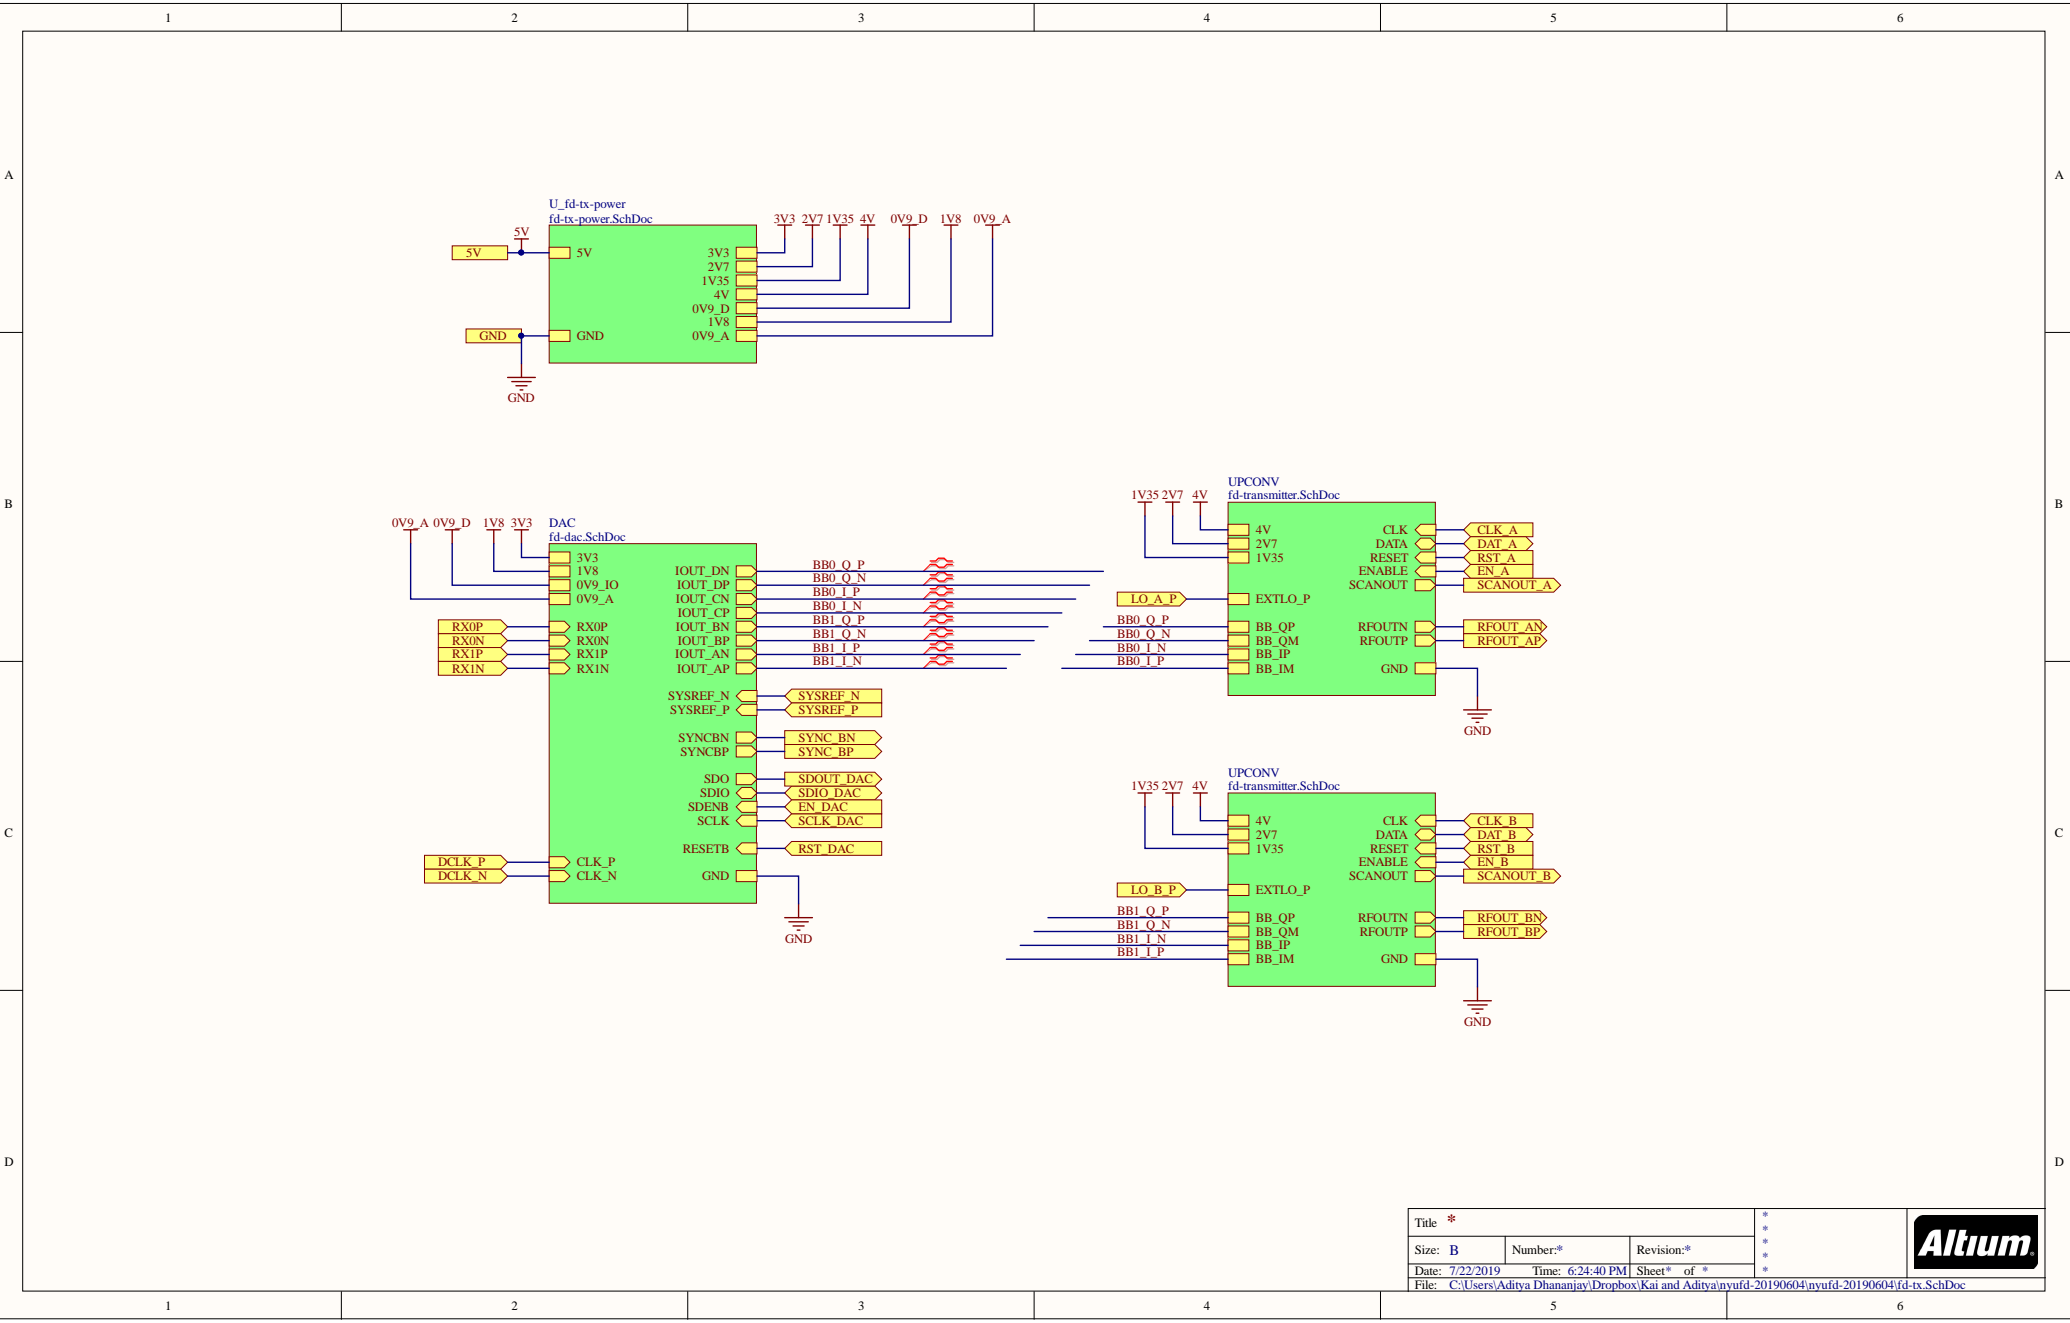 1 2 3 4 5 6
A A
U_fd-tx-power
fd-tx-power.SchDoc
3V3 2V7 1V35 4V 0V9_D 1V8 0V9_A
5V
5V 5V
3V3
2V7
1V35
4V
0V9_D
1V8
GND GND 0V9_A
GND
B B
UPCONV
fd-transmitter.SchDoc
1V35 2V7 4V
4V CLK CLK_A
2V7 DATA DAT_A
1V35 RESET RST_A
ENABLE EN_A
SCANOUT SCANOUT_A
LO_A_P EXTLO_P
BB0_Q_P BB_QP RFOUTN RFOUT_AN
BB0_Q_N BB_QM RFOUTP RFOUT_AP
BB0_I_N BB_IP
BB0_I_P BB_IM GND
GND
DAC
fd-dac.SchDoc
0V9_A 0V9_D 1V8 3V3
3V3
1V8 IOUT_DN BB0_Q_P
0V9_IO IOUT_DP BB0_Q_N
0V9_A IOUT_CN BB0_I_P
IOUT_CP BB0_I_N
RX0P RX0P IOUT_BN BB1_Q_P
RX0N RX0N IOUT_BP BB1_Q_N
RX1P RX1P IOUT_AN BB1_I_P
RX1N RX1N IOUT_AP BB1_I_N
SYSREF_N SYSREF_N
SYSREF_P SYSREF_P
SYNCBN SYNC_BN
SYNCBP SYNC_BP
SDO SDOUT_DAC
SDIO SDIO_DAC
SDENB EN_DAC
SCLK SCLK_DAC
RESETB RST_DAC
DCLK_P CLK_P
DCLK_N CLK_N GND
GND
C C
UPCONV
fd-transmitter.SchDoc
1V35 2V7 4V
4V CLK CLK_B
2V7 DATA DAT_B
1V35 RESET RST_B
ENABLE EN_B
SCANOUT SCANOUT_B
LO_B_P EXTLO_P
BB1_Q_P BB_QP RFOUTN RFOUT_BN
BB1_Q_N BB_QM RFOUTP RFOUT_BP
BB1_I_N BB_IP
BB1_I_P BB_IM GND
GND
D D
Title *
Size: B Number:* Revision:*
Date: 7/22/2019 Time: 6:24:40 PM Sheet* of *
File: C:\Users\Aditya Dhananjay\Dropbox\Kai and Aditya\nyufd-20190604\nyufd-20190604\fd-tx.SchDoc
*
*
*
*
*
Altium
1 2 3 4 5 6